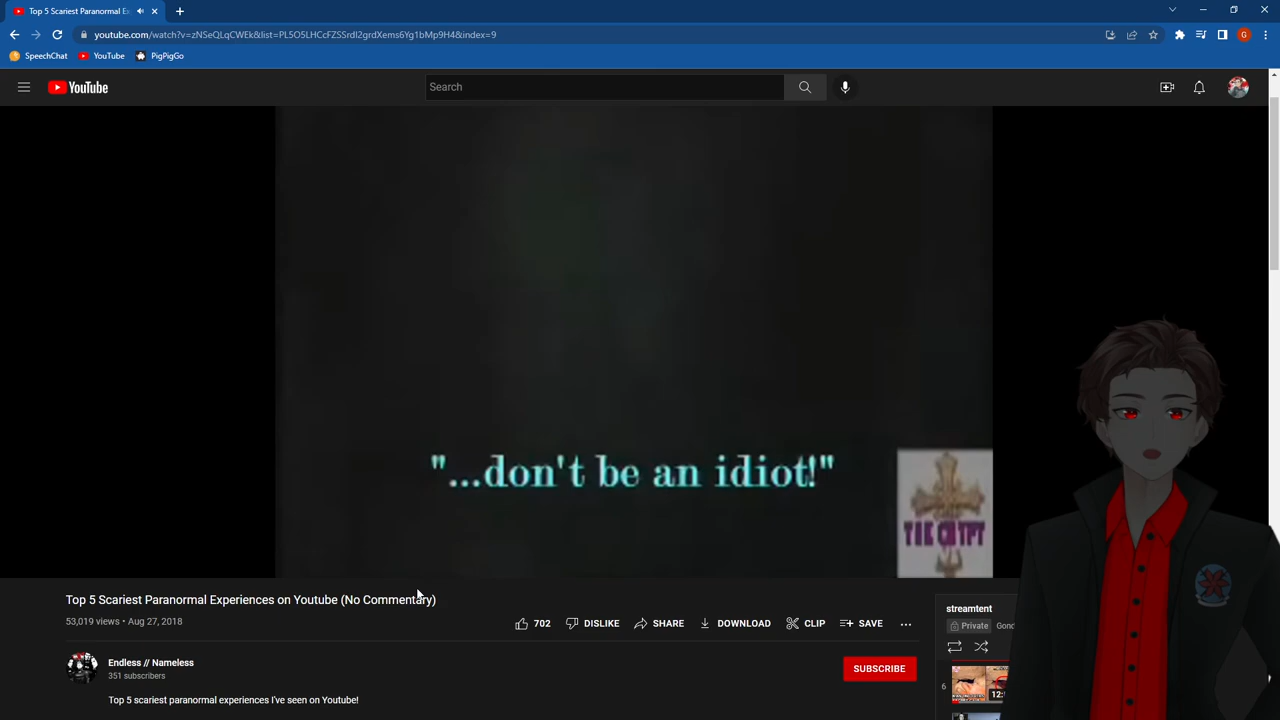 Top 5 Scariest Paranormal Ex
youtube.com/watch?v=zNSeQLqCWEk&list=PL5O5LHCcFZSSrdI2grdXems6Yg1bMp9H4&index=9
G
SpeechChat
YouTube
PigPigGo
YouTube
Search
"...don't be an idiot!"
THE CRYPT
Top 5 Scariest Paranormal Experiences on Youtube (No Commentary)
53,019 views • Aug 27, 2018
702
DISLIKE
SHARE
DOWNLOAD
CLIP
SAVE
Endless // Nameless
351 subscribers
SUBSCRIBE
Top 5 scariest paranormal experiences I've seen on Youtube!
streamtent
Private
Gond
6
12: